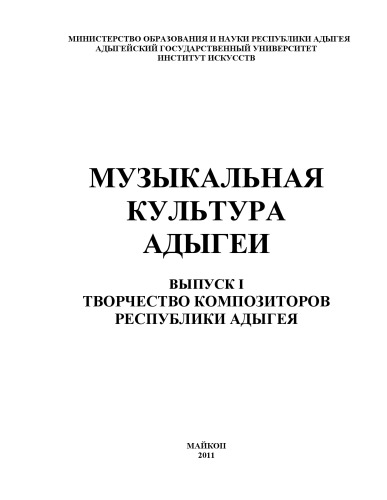 МИНИСТЕРСТВО ОБРАЗОВАНИЯ И НАУКИ РЕСПУБЛИКИ АДЫГЕЯ
АДЫГЕЙСКИЙ ГОСУДАРСТВЕННЫЙ УНИВЕРСИТЕТ
ИНСТИТУТ ИСКУССТВ
МУЗЫКАЛЬНАЯ
КУЛЬТУРА
АДЫГЕИ
ВЫПУСК I
ТВОРЧЕСТВО КОМПОЗИТОРОВ
РЕСПУБЛИКИ АДЫГЕЯ
МАЙКОП
2011